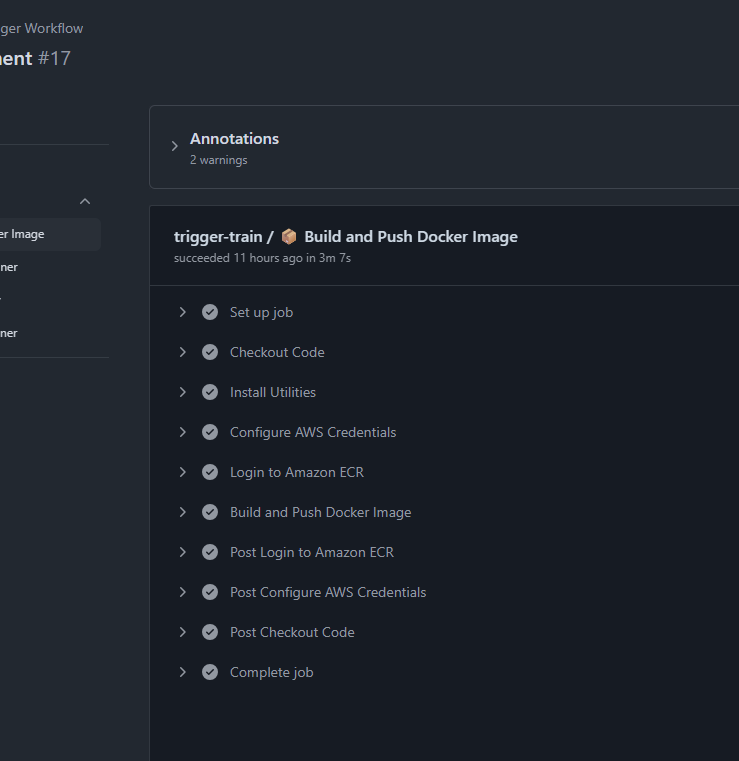 ger Workflow
ent #17
Annotations
2 warnings
er Image
ner
ner
trigger-train / 📦 Build and Push Docker Image
succeeded 11 hours ago in 3m 7s
Set up job
Checkout Code
Install Utilities
Configure AWS Credentials
Login to Amazon ECR
Build and Push Docker Image
Post Login to Amazon ECR
Post Configure AWS Credentials
Post Checkout Code
Complete job